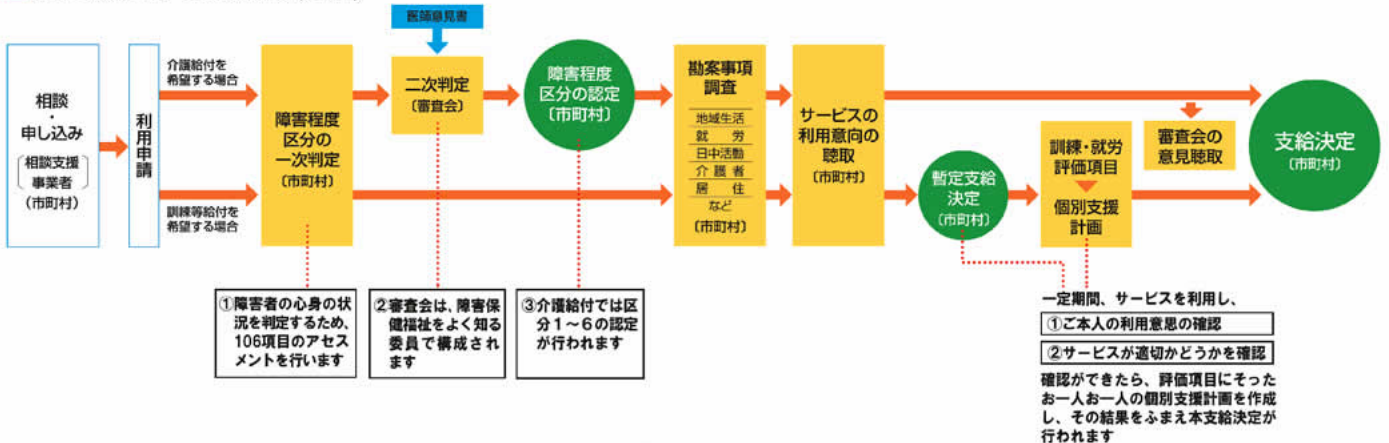 医師意見書
相談
・
申し込み
相談支援
事業者
(市町村)
利用申請
介護給付を
希望する場合
訓練等給付を
希望する場合
障害程度
区分の
一次判定
(市町村)
二次判定
(審査会)
障害程度
区分の認定
(市町村)
勘案事項
調査
地域生活
就 労
日中活動
介 護 者
居 住
など
(市町村)
サービスの
利用意向の
聴取
(市町村)
暫定支給
決定
(市町村)
訓練・就労
評価項目
個別支援
計画
審査会の
意見聴取
支給決定
(市町村)
①障害者の心身の状
況を判定するため、
106項目のアセス
メントを行います
②審査会は、障害保
健福祉をよく知る
委員で構成され
ます
③介護給付では区
分1〜6の認定
が行われます
一定期間、サービスを利用し、
①ご本人の利用意思の確認
②サービスが適切かどうかを確認
確認ができたら、評価項目にそった
お一人お一人の個別支援計画を作成
し、その結果をふまえ本支給決定が
行われます